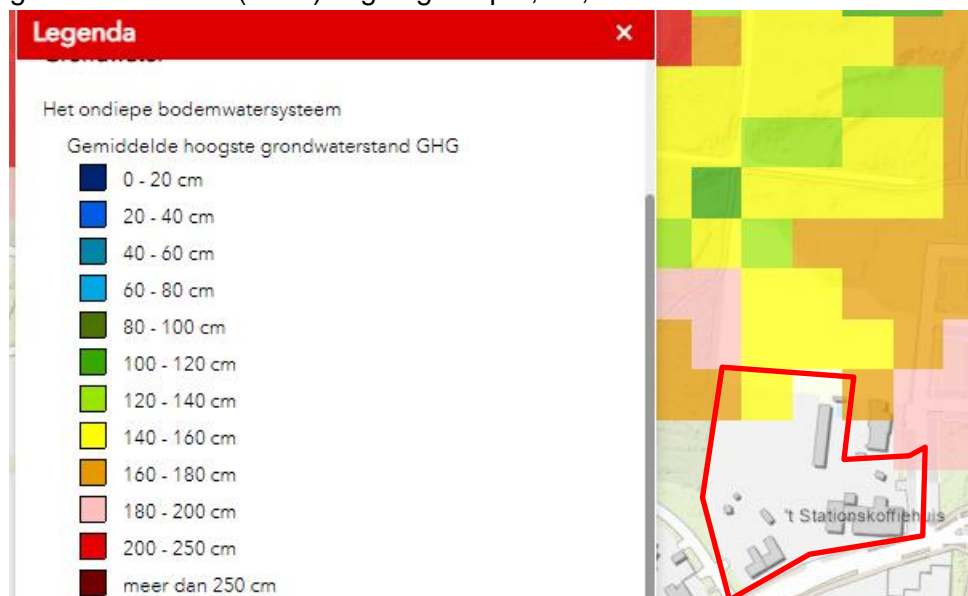 Legenda
Het ondiepe bodemwatersysteem
Gemiddelde hoogste grondwaterstand GHG
0 - 20 cm
20 - 40 cm
40 - 60 cm
60 - 80 cm
80 - 100 cm
100 - 120 cm
120 - 140 cm
140 - 160 cm
160 - 180 cm
180 - 200 cm
200 - 250 cm
meer dan 250 cm
't Stationskoffiehuis